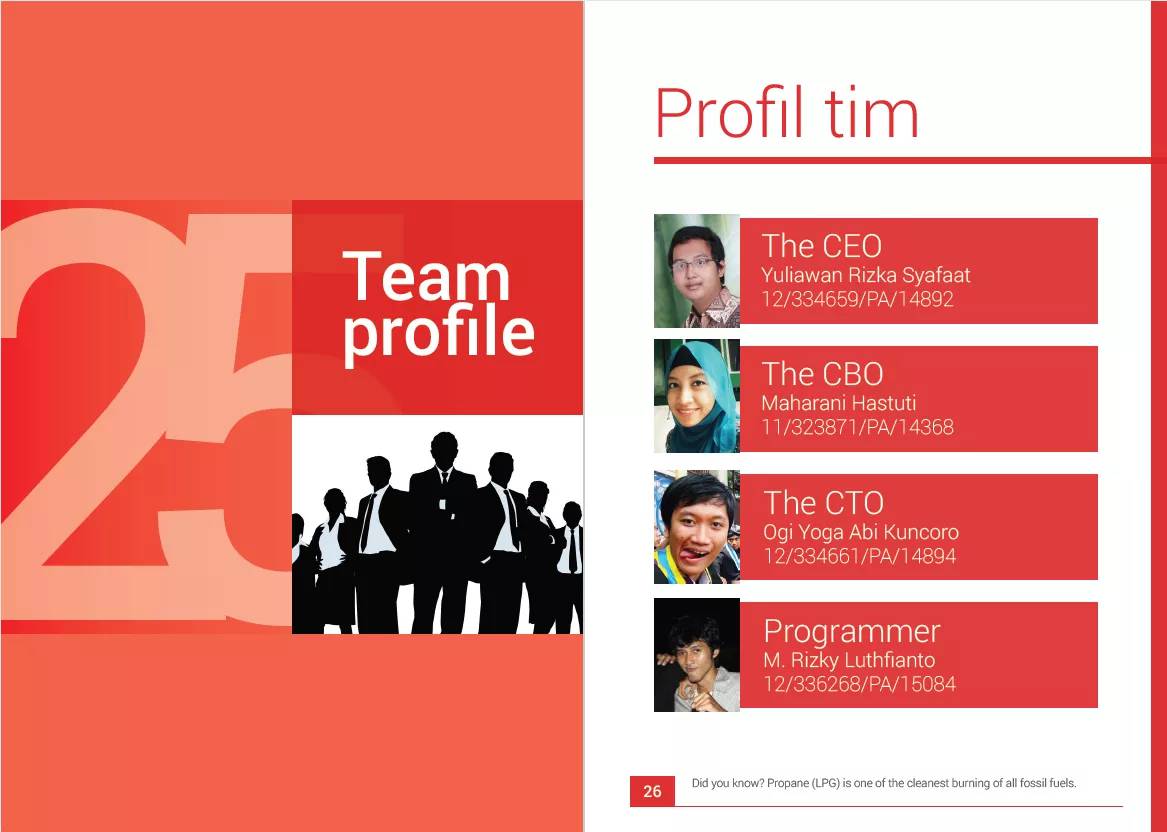 25
Team
profile
Profil tim
The CEO
Yuliawan Rizka Syafaat
12/334659/PA/14892
The CBO
Maharani Hastuti
11/323871/PA/14368
The CTO
Ogi Yoga Abi Kuncoro
12/334661/PA/14894
Programmer
M. Rizky Luthfianto
12/336268/PA/15084
26
Did you know? Propane (LPG) is one of the cleanest burning of all fossil fuels.